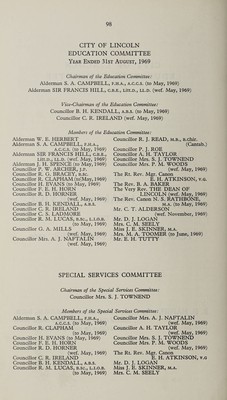 98
CITY OF LINCOLN
EDUCATION COMMITTEE
YEAR ENDED 31ST AUGUST, 1969
Chairman of the Education Committee:
Alderman S. A. CAMPBELL, F.H.A., A.C.C.S. (to May, 1969)
Alderman SIR FRANCIS HILL, C.B.E., LITT.D., LL.D. (wef. May, 1969)
Vice-Chairman of the Education Committee:
Councillor B. H. KENDALL, A.R.I.C. (to May, 1969)
Councillor C. R. IRELAND (wef. May, 1969)
Members of the Education Committee:
Alderman W. E. HERBERT
Alderman S. A. CAMPBELL, F.H.A.,
A.C.C.S. (to May, 1969)
Alderman SIR FRANCIS HILL, C.B.E.,
LITT.D., LL.D. (wef. May, 1969)
Alderman J. H. SPENCE (to May, 1969)
Councillor P. W. ARCHER, J.P.
Councillor R. G. BRACEY, B.SC.
Councillor R. CLAPHAM (to May, 1969)
Councillor H. EVANS (to May, 1969)
Councillor F. E. H. HORN
Councillor B. D. HORNER
(wef. May, 1969)
Councillor B. H. KENDALL, A.R.I.C.
Councillor C. R. IRELAND
Councillor C. S. LADMORE
Councillor R. M. LUCAS, B.SC., L.I.O.B.
(to May, 1969)
Councillor G. A. MILLS
(wef. May, 1969)
Councillor Mrs. A. J. NAFTALIN
(wef. May, 1969)
Councillor R. J. READ, M.B., B.CHIR.
(Cantab.)
Councillor P. J. ROE
Councillor A. H. TAYLOR
Councillor Mrs. S. J. TOWNEND
Councillor Mrs. P. M. WOODS
(wef. May, 1969)
The Rt. Rev. Mgr. Canon
E. H. ATKINSON, V.G.
The Rev. R. A. BAKER
The Very Rev. THE DEAN OF
LINCOLN (wef. May, 1969)
The Rev. Canon N. S. RATHBONE,
M.A. (to May, 1969)
Mr. C. T. ALDERSON
(wef. November, 1969)
Mr. D. J. LOGAN
Mrs. C. M. SEELY
Miss J. E. SKINNER, M.A.
Mrs. M. A. TOOMER (to June, 1969)
Mr. E. H. TUTTY
SPECIAL SERVICES COMMITTEE
Chairman of the Special Services Committee:
Councillor Mrs. S. J. TOWNEND
Members of the Special Services Committee:
Alderman S. A. CAMPBELL, F.H.A.,
A.C.C.S. (to May, 1969)
Councillor R. CLAPHAM
(to May, 1969)
Councillor H. EVANS (to May, 1969)
Councillor F. E. H. HORN
Councillor B. D. HORNER
(wef. May, 1969)
Councillor C. R. IRELAND
Councillor B. H. KENDALL, A.R.I.C.
Councillor R. M. LUCAS, B.SC., L.I.O.B.
(to May, 1969)
Councillor Mrs. A. J. NAFTALIN
(wef. May, 1969)
Councillor A. H. TAYLOR
(wef. May, 1969)
Councillor Mrs. S. J. TOWNEND
Councillor Mrs. P. M. WOODS
(wef. May, 1969)
The Rt. Rev. Mgr. Canon
E. H. ATKINSON, V.G.
Mr. D. J. LOGAN
Miss J. E. SKINNER, M.A.
Mrs. C. M. SEELY